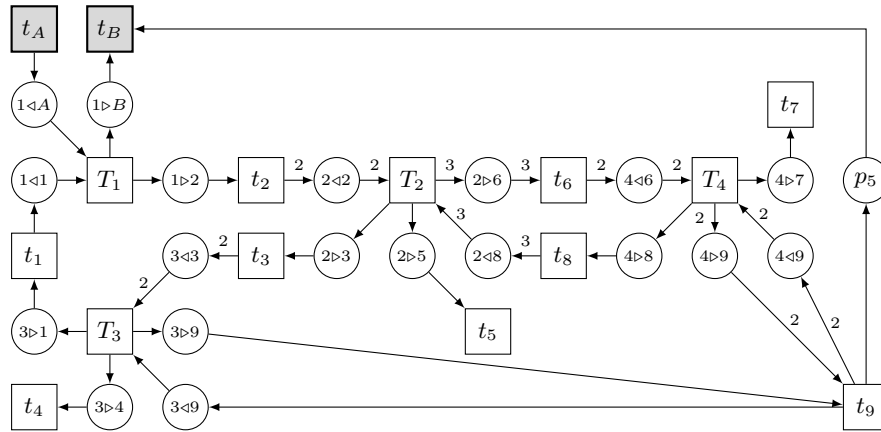 t_A t_B
1◁A 1▷B t_7
2 2 3 3 2 2
1◁1 T_1 1▷2 t_2 2◁2 T_2 2▷6 t_6 4◁6 T_4 4▷7 p_5
2 3 3 2 2
t_1 3◁3 t_3 2▷3 2▷5 2◁8 t_8 4▷8 4▷9 4◁9
2 2 2
3▷1 T_3 3▷9 t_5
t_4 3▷4 3◁9 t_9